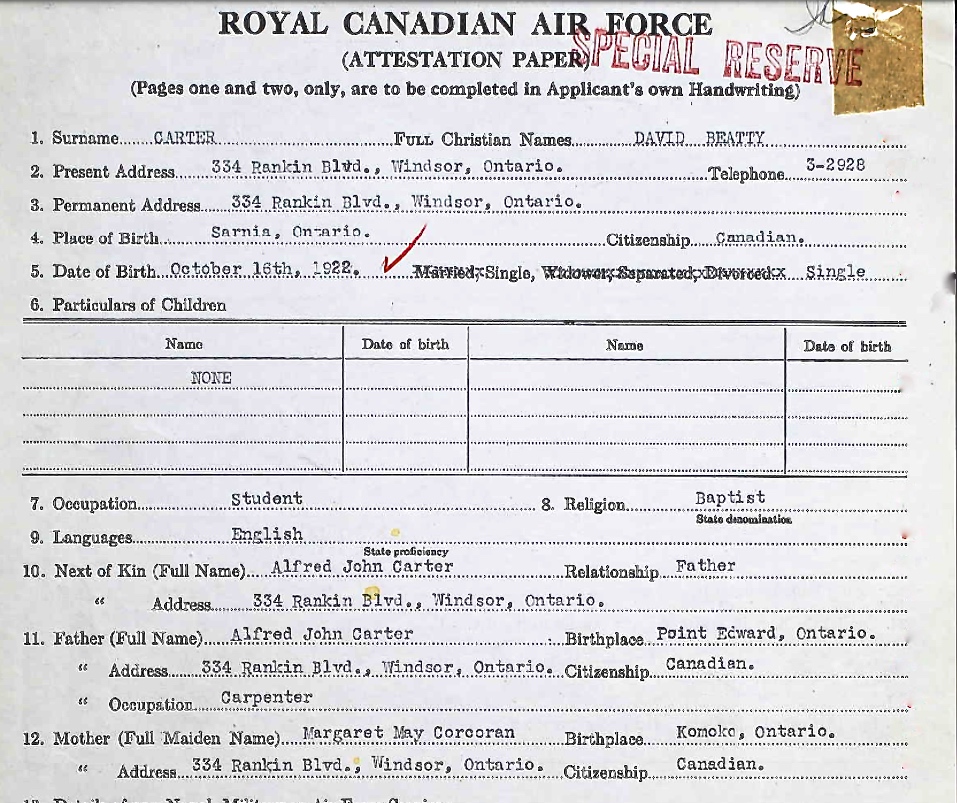 ROYAL CANADIAN AIR FORCE
(ATTESTATION PAPER)
SPECIAL RESERVE
(Pages one and two, only, are to be completed in Applicant's own Handwriting)
1. Surname CARTER FULL Christian Names DAVID BEATTY
2. Present Address 334 Rankin Blvd., Windsor, Ontario. Telephone 3-2928
3. Permanent Address 334 Rankin Blvd., Windsor, Ontario.
4. Place of Birth Sarnia, Ontario. Citizenship Canadian.
5. Date of Birth October 16th, 1922. Married, Single, Widower, Separated, Divorced Single
6. Particulars of Children
Name Date of birth Name Date of birth
NONE
7. Occupation Student 8. Religion Baptist
State denomination
9. Languages English
State proficiency
10. Next of Kin (Full Name) Alfred John Carter Relationship Father
" Address 334 Rankin Blvd., Windsor, Ontario.
11. Father (Full Name) Alfred John Carter Birthplace Point Edward, Ontario.
" Address 334 Rankin Blvd., Windsor, Ontario. Citizenship Canadian.
" Occupation Carpenter
12. Mother (Full Maiden Name) Margaret May Corcoran Birthplace Komoko, Ontario.
" Address 334 Rankin Blvd., Windsor, Ontario. Citizenship Canadian.